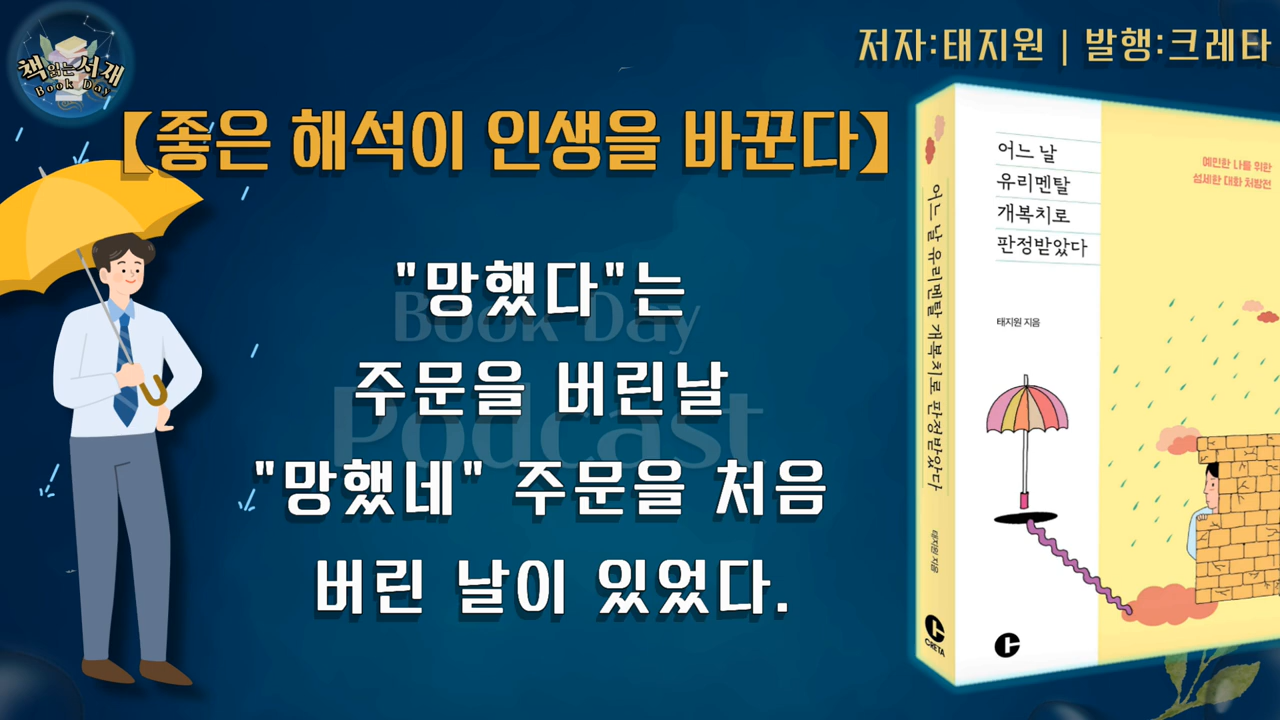 책읽는서재
Book Day
저자:태지원 | 발행:크레타
【좋은 해석이 인생을 바꾼다】
"망했다"는
주문을 버린날
"망했네" 주문을 처음
버린 날이 있었다.
Book Day
Podcast
어느 날 유리멘탈 개복치로 판정받았다
태지원 지음
CRETA
어느 날
유리멘탈
개복치로
판정받았다
예민한 나를 위한
섬세한 대화 처방전
태지원 지음